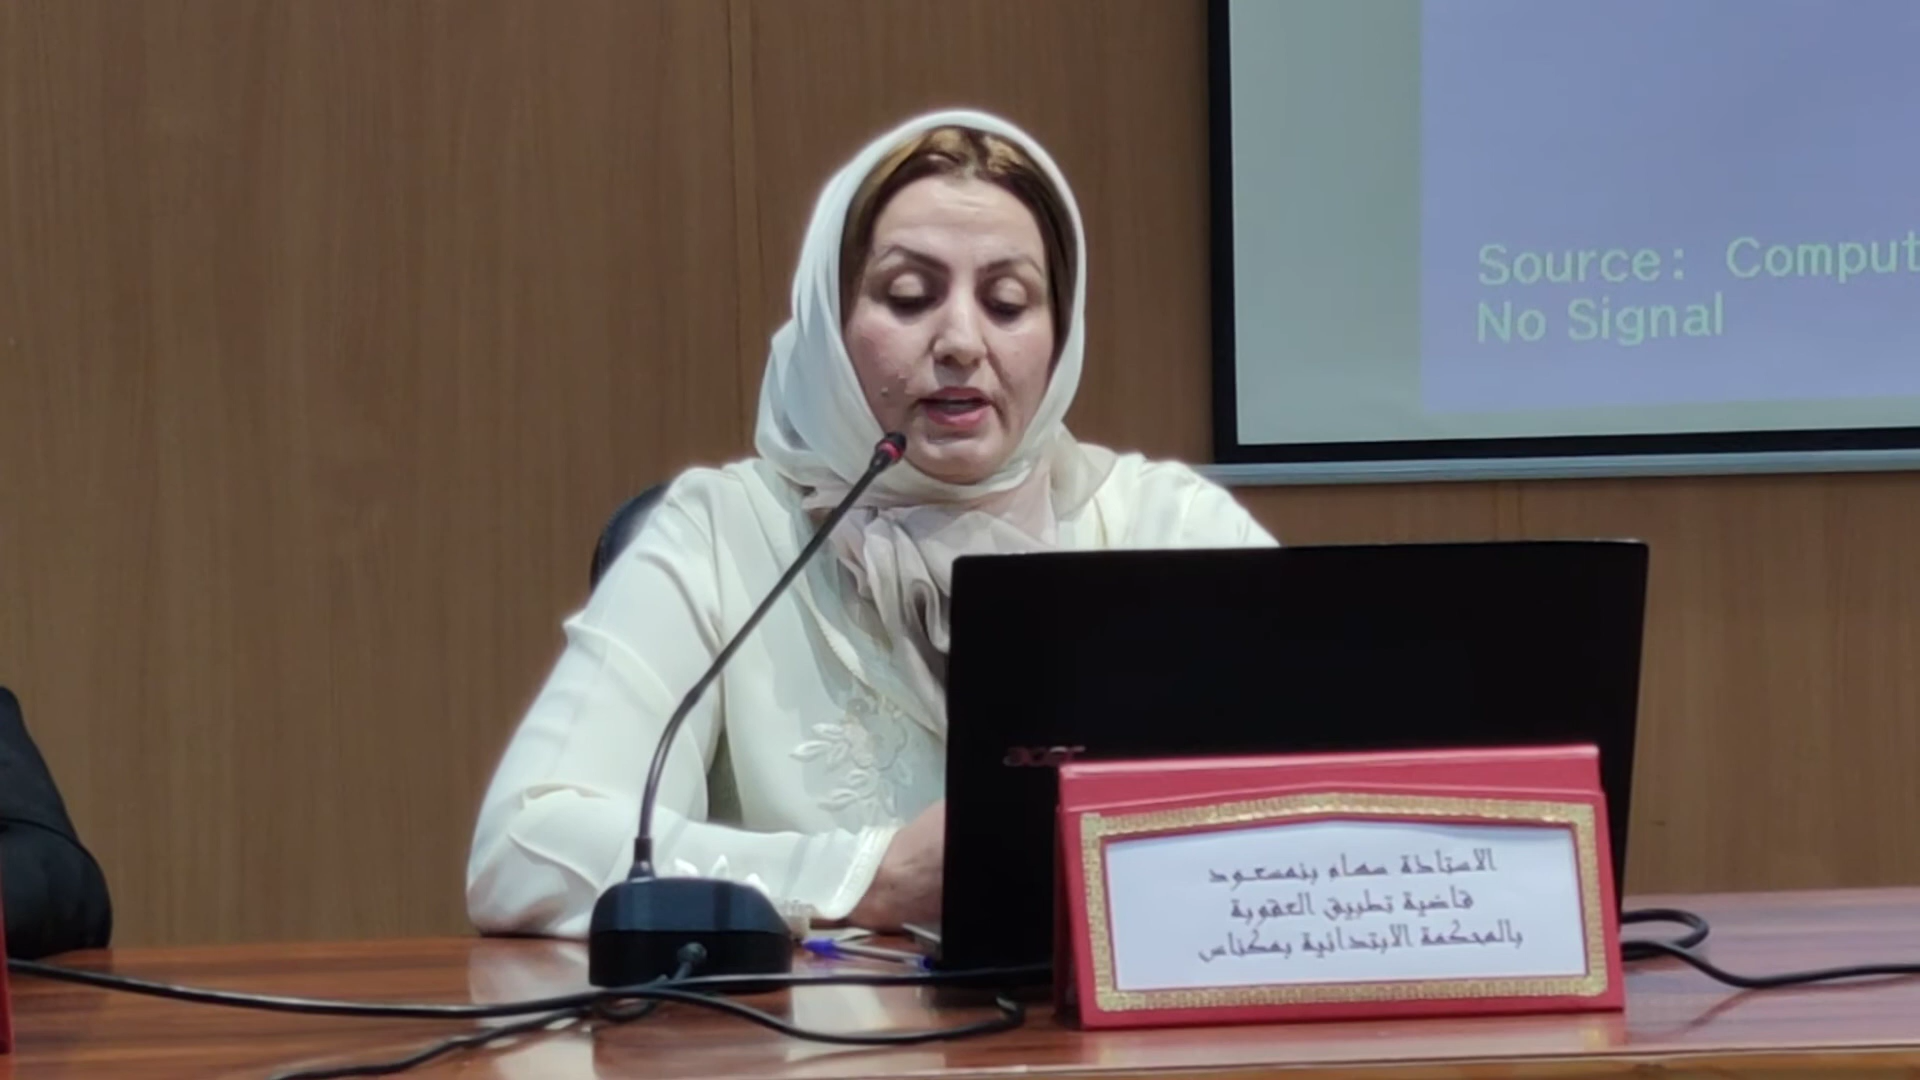 Source: Comput
No Signal
acer
الاستاذة سهام بنمسعود
قاضية تطبيق العقوبة
بالمحكمة الابتدائية بمكناس